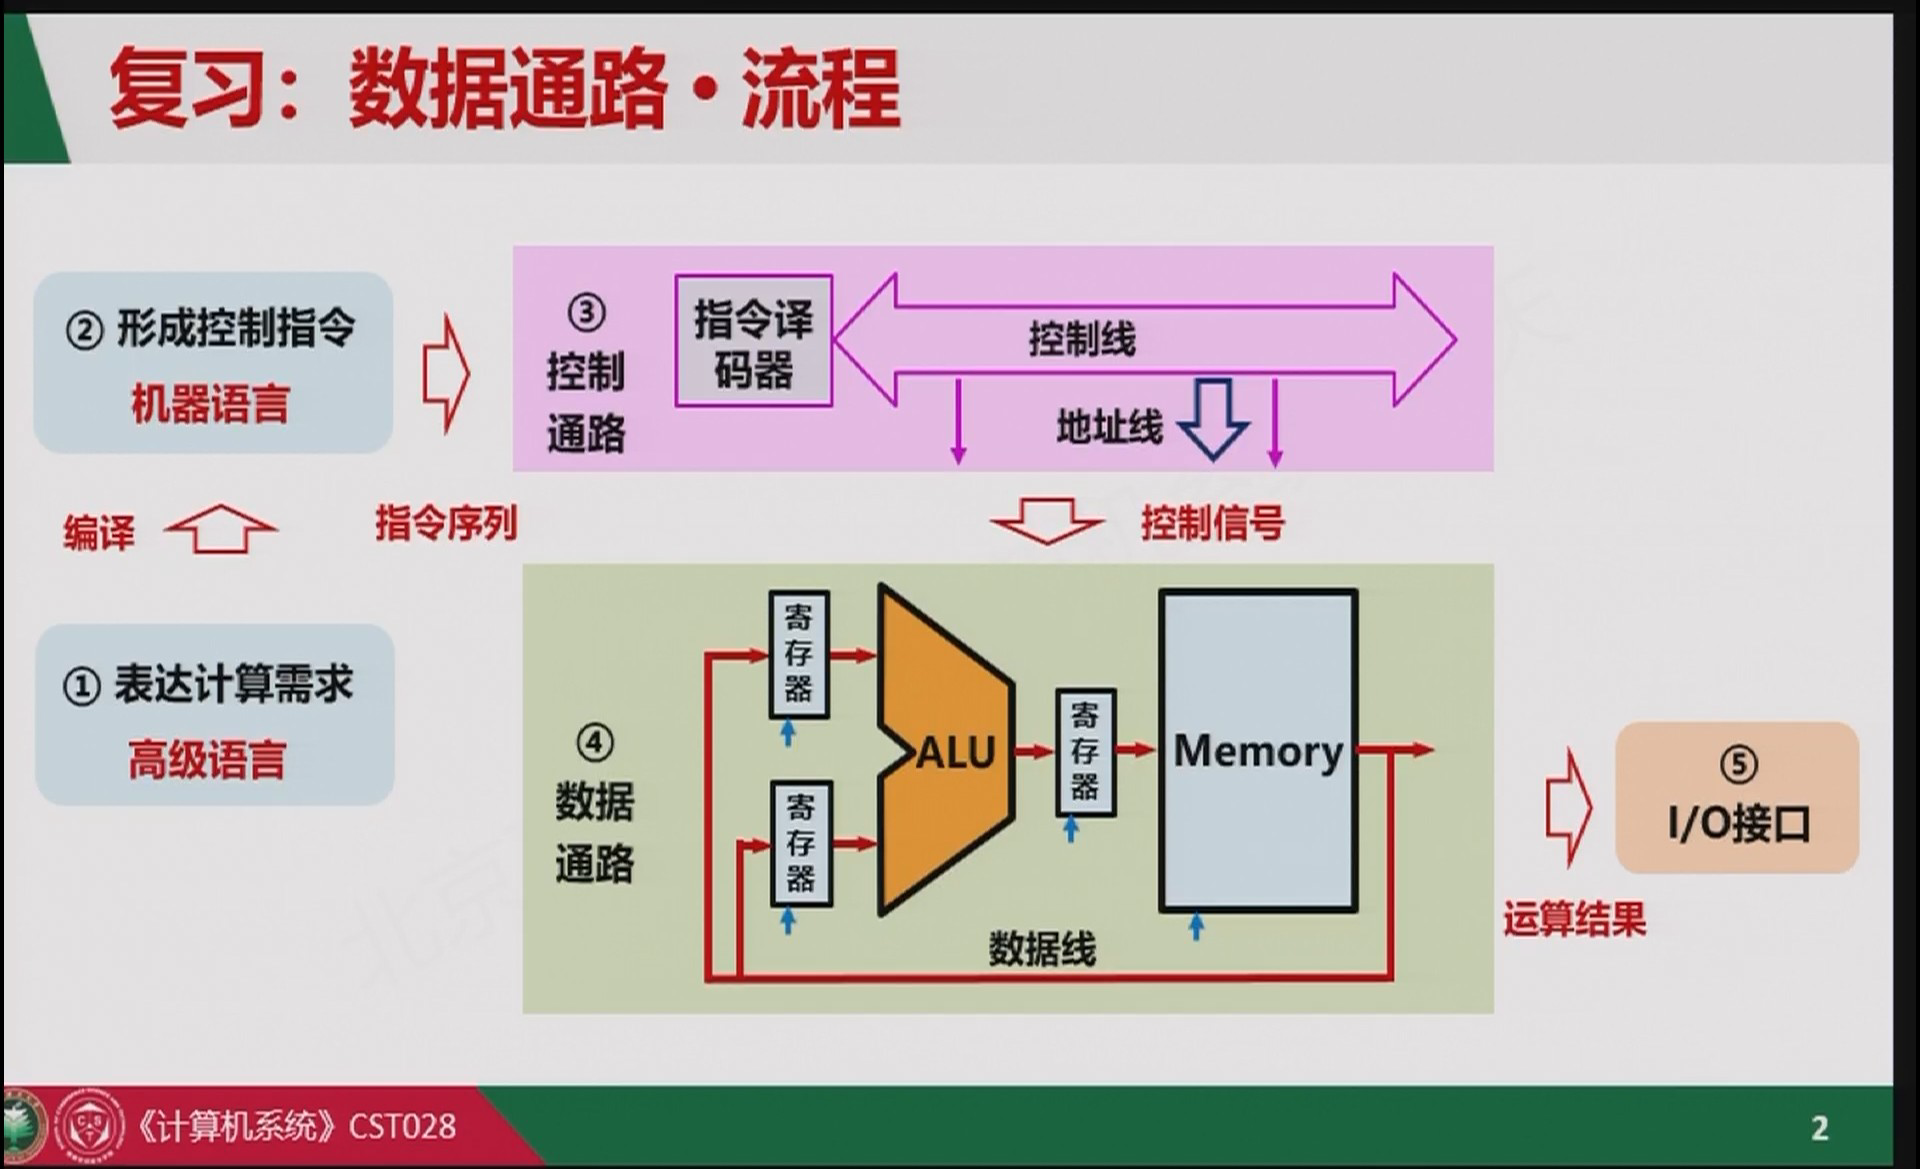 复习：数据通路•流程
② 形成控制指令
机器语言
编译
指令序列
① 表达计算需求
高级语言
③
控制
通路
指令译
码器
控制线
地址线
控制信号
④
数据
通路
寄存器
寄存器
ALU
寄存器
Memory
数据线
运算结果
⑤
I/O接口
《计算机系统》CST028
2